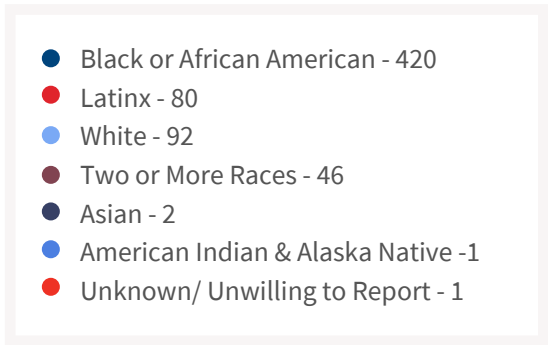 Black or African American - 420
Latinx - 80
White - 92
Two or More Races - 46
Asian - 2
American Indian & Alaska Native -1
Unknown/ Unwilling to Report - 1